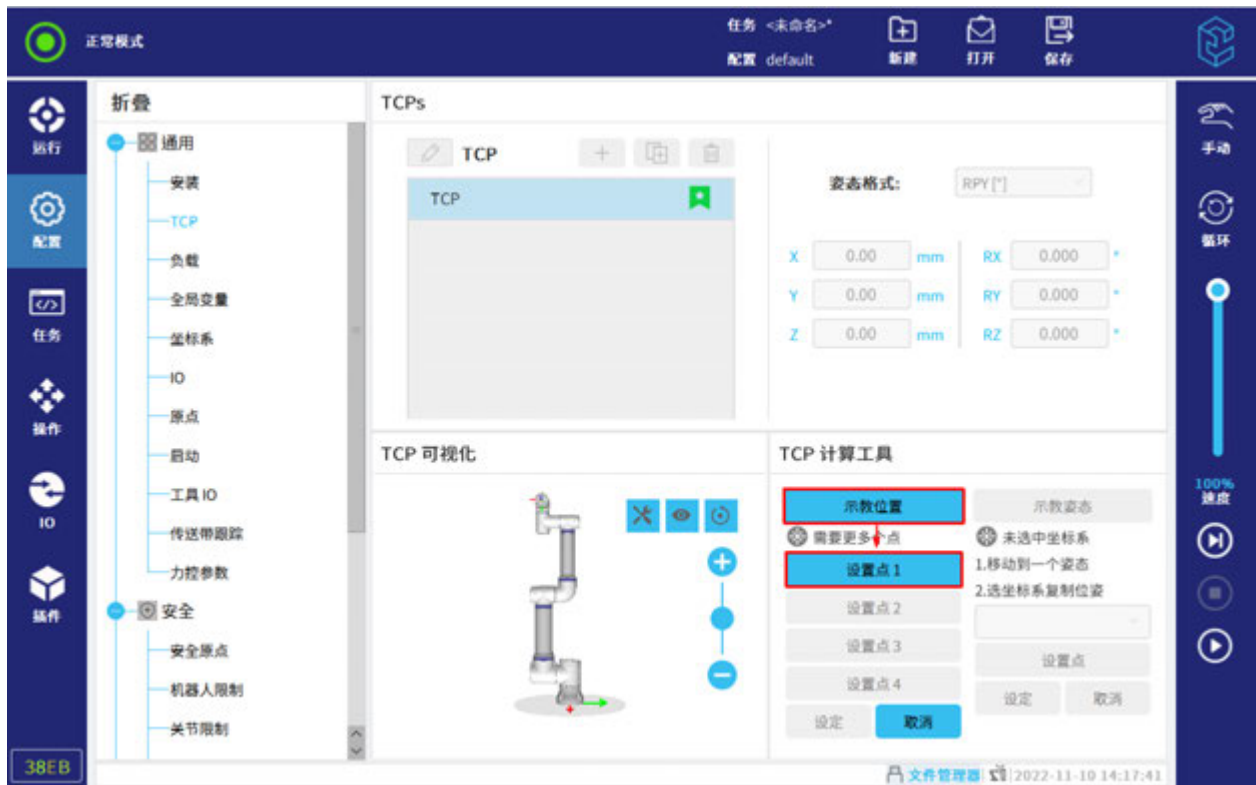 正常模式
任务 <未命名>*
配置 default
新建
打开
保存
运行
配置
任务
操作
IO
插件
38EB
折叠
通用
安装
TCP
负载
全局变量
坐标系
IO
原点
启动
工具 IO
传送带跟踪
力控参数
安全
安全原点
机器人限制
关节限制
TCPs
TCP
TCP
姿态格式:
RPY [°]
X 0.00 mm RX 0.000 °
Y 0.00 mm RY 0.000 °
Z 0.00 mm RZ 0.000 °
TCP 可视化
TCP 计算工具
示教位置
需要更多个点
设置点 1
设置点 2
设置点 3
设置点 4
设定 取消
示教姿态
未选中坐标系
1.移动到一个姿态
2.选坐标系复制位姿
设置点
设定 取消
手动
循环
100%
速度
文件管理器 2022-11-10 14:17:41